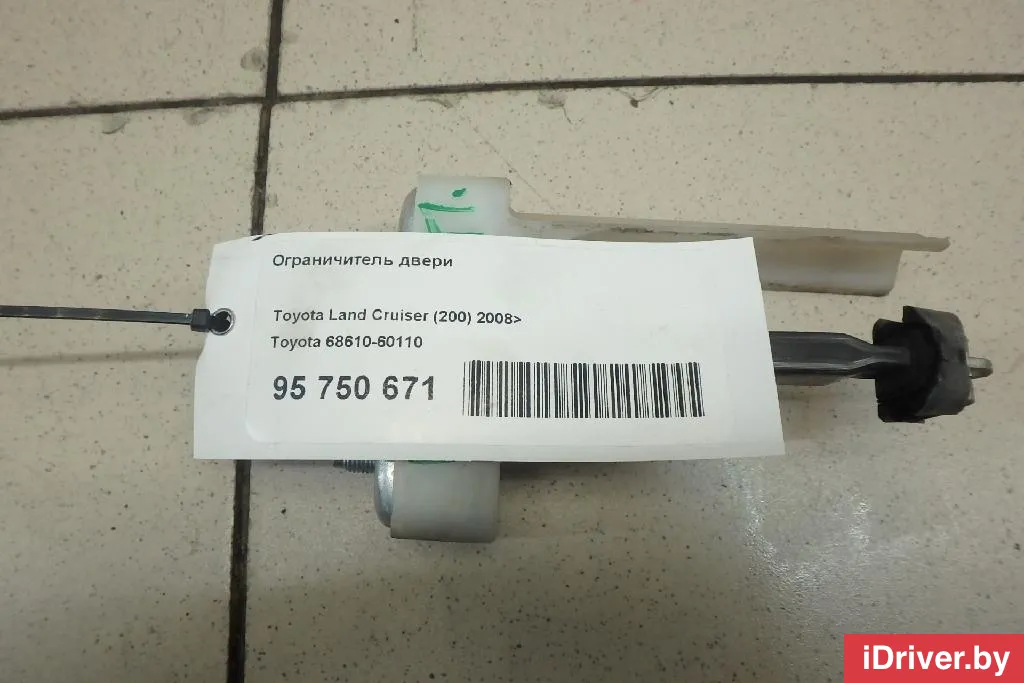 Ограничитель двери
Toyota Land Cruiser (200) 2008>
Toyota 68610-60110
95 750 671
iDriver.by